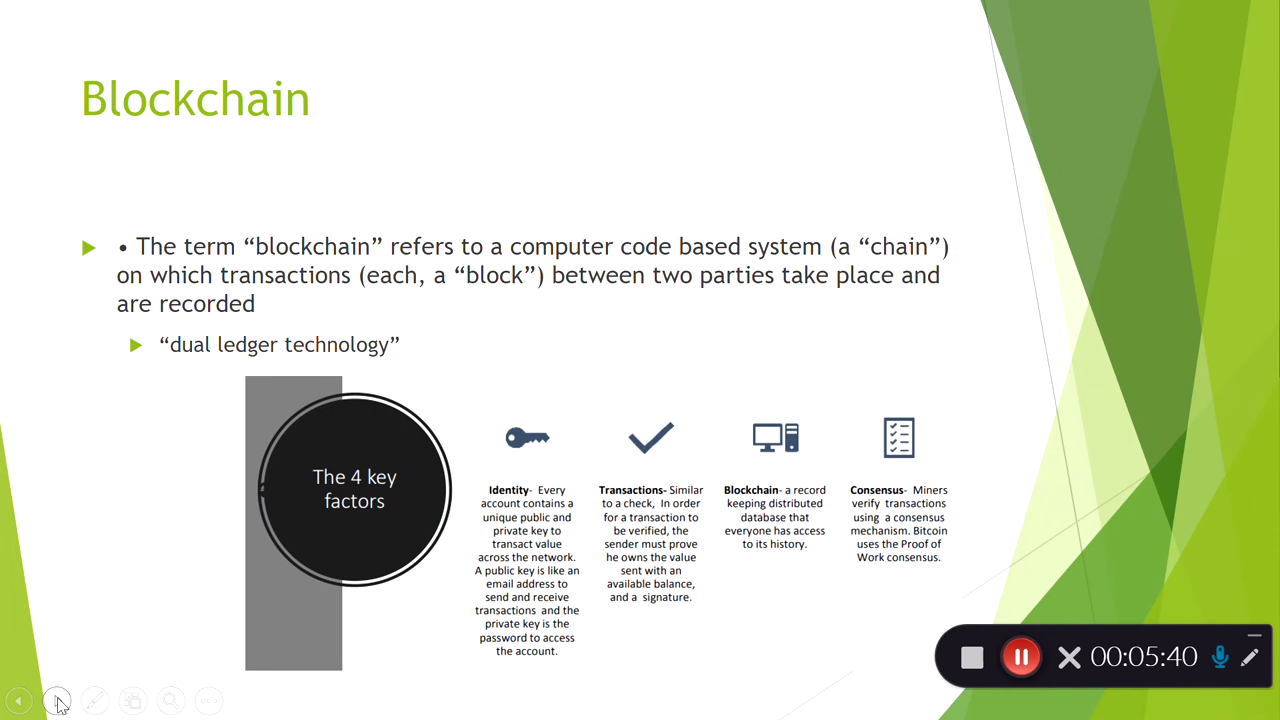 Blockchain
• The term “blockchain” refers to a computer code based system (a “chain”)
on which transactions (each, a “block”) between two parties take place and
are recorded
“dual ledger technology”
The 4 key
factors
Identity- Every
account contains a
unique public and
private key to
transact value
across the network.
A public key is like an
email address to
send and receive
transactions and the
private key is the
password to access
the account.
Transactions- Similar
to a check, In order
for a transaction to
be verified, the
sender must prove
he owns the value
sent with an
available balance,
and a signature.
Blockchain- a record
keeping distributed
database that
everyone has access
to its history.
Consensus- Miners
verify transactions
using a consensus
mechanism. Bitcoin
uses the Proof of
Work consensus.
00:05:40